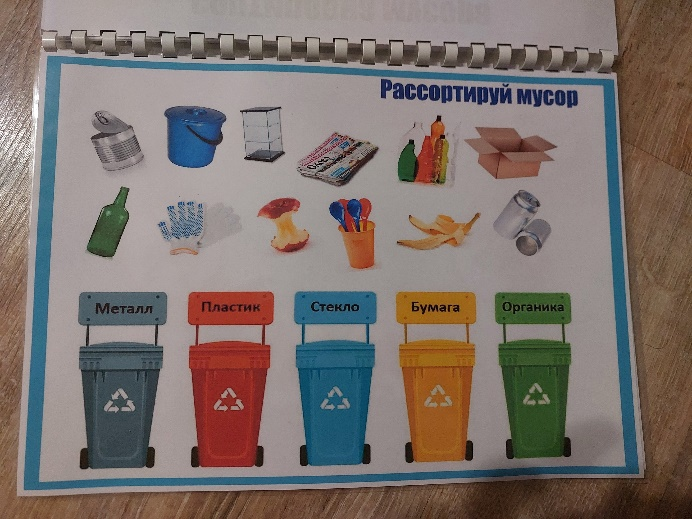 Рассортируй мусор
Металл
Пластик
Стекло
Бумага
Органика